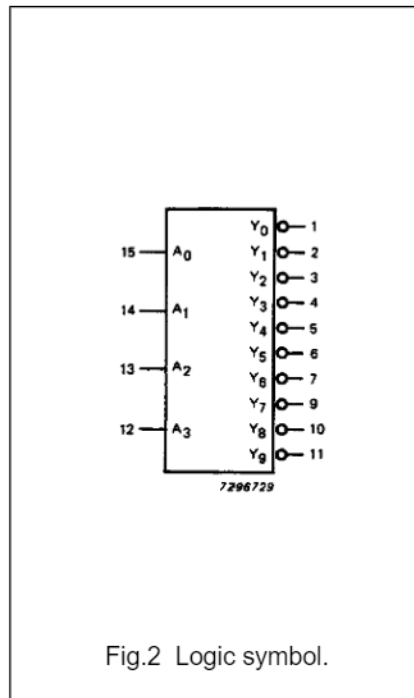 Y0 1
15 A0 Y1 2
Y2 3
14 A1 Y3 4
Y4 5
Y5 6
13 A2 Y6 7
Y7 9
12 A3 Y8 10
Y9 11
7296729
Fig.2 Logic symbol.